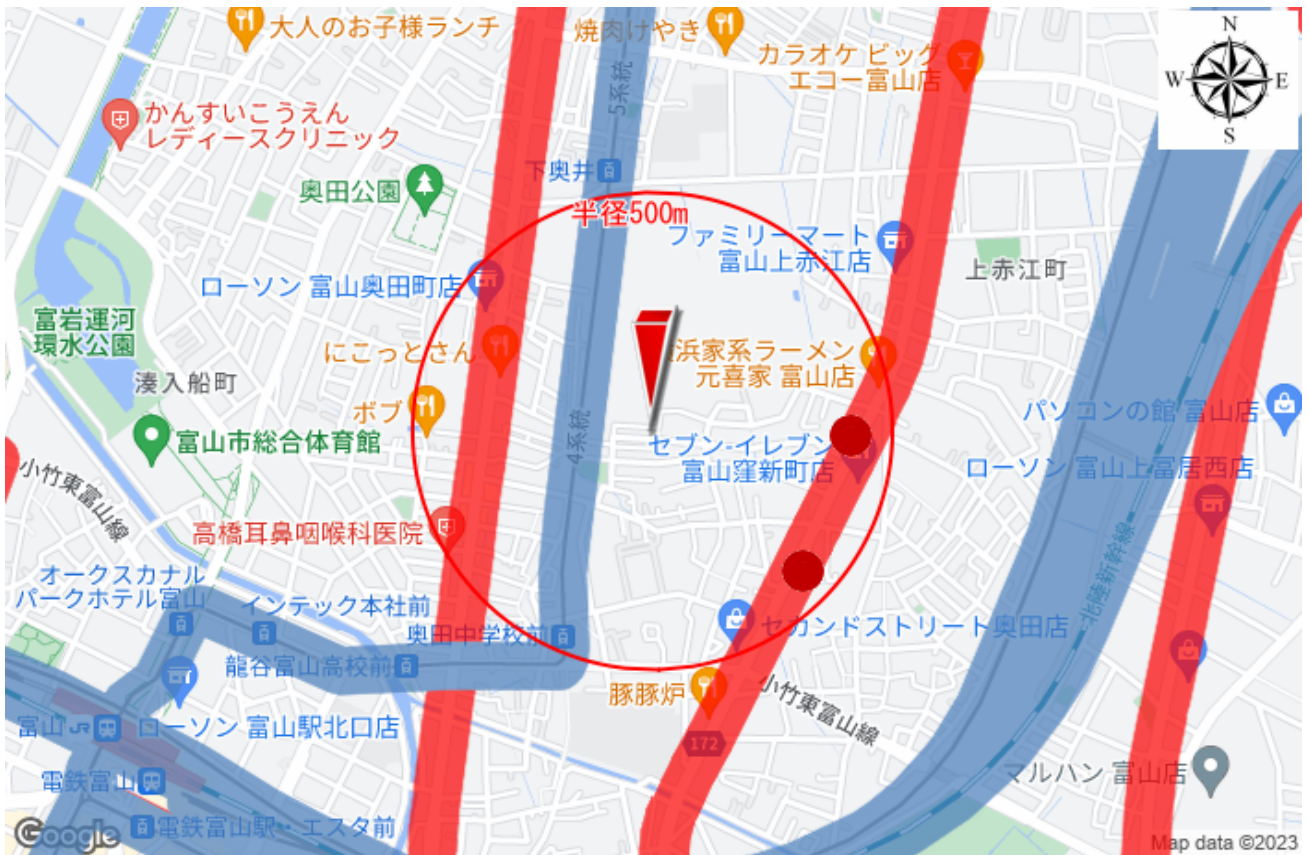 大人のお子様ランチ
焼肉けやき
カラオケ ビッグ
エコー富山店
N
W
E
S
かんすいこうえん
レディースクリニック
5系統
下奥井
奥田公園
半径500m
ファミリーマート
富山上赤江店
上赤江町
ローソン 富山奥田町店
富岩運河
環水公園
にこっとさん
浜家系ラーメン
元喜家 富山店
湊入船町
ボブ
パソコンの館 富山店
富山市総合体育館
4系統
セブン-イレブン
富山窪新町店
ローソン 富山上冨居西店
小竹東富山線
高橋耳鼻咽喉科医院
北陸新幹線
オークスカナル
パークホテル富山
インテック本社前
奥田中学校前
セカンドストリート奥田店
龍谷富山高校前
豚豚炉
小竹東富山線
富山
ローソン 富山駅北口店
172
電鉄富山
マルハン 富山店
Google
電鉄富山駅・エスタ前
Map data ©2023